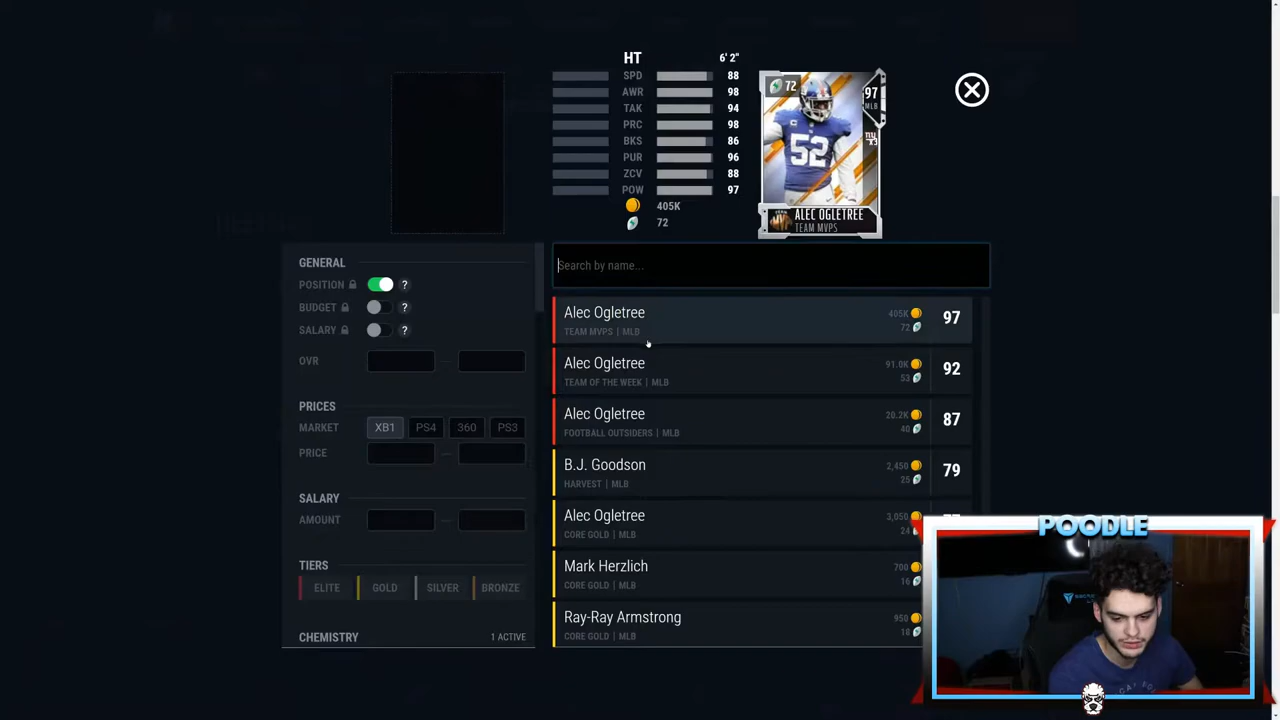 HT 6' 2"
SPD 88
AWR 98
TAK 94
PRC 98
BKS 86
PUR 96
ZCV 88
POW 97
405K
72
72
97
MLB
x3
52
ALEC OGLETREE
TEAM MVPS
GENERAL
POSITION ?
BUDGET ?
SALARY ?
OVR
PRICES
MARKET XB1 PS4 360 PS3
PRICE
SALARY
AMOUNT
TIERS
ELITE GOLD SILVER BRONZE
CHEMISTRY 1 ACTIVE
Search by name...
Alec Ogletree 405K 97
TEAM MVPS | MLB 72
Alec Ogletree 91.0K 92
TEAM OF THE WEEK | MLB 53
Alec Ogletree 20.2K 87
FOOTBALL OUTSIDERS | MLB 40
B.J. Goodson 2,450 79
HARVEST | MLB 25
Alec Ogletree 3,050
CORE GOLD | MLB 24
Mark Herzlich 700
CORE GOLD | MLB 16
Ray-Ray Armstrong 950
CORE GOLD | MLB 18
POODLE